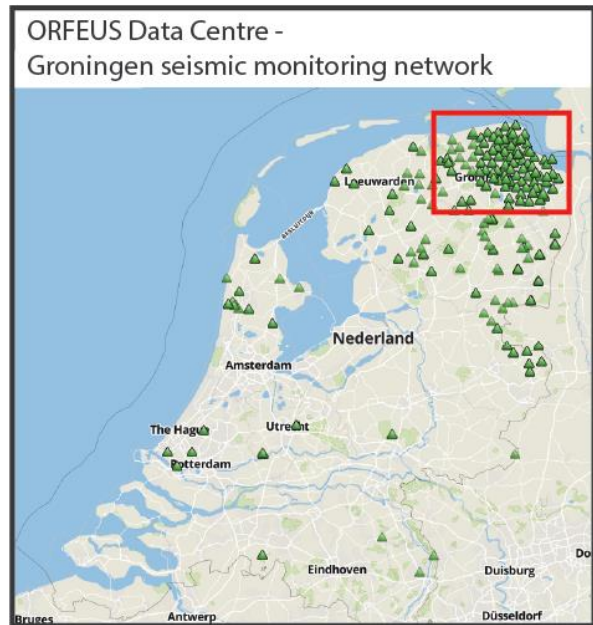 ORFEUS Data Centre -
Groningen seismic monitoring network
Leeuwarden
Nederland
Amsterdam
The Hague
Utrecht
Rotterdam
Eindhoven
Duisburg
Bruges
Antwerp
Düsseldorf